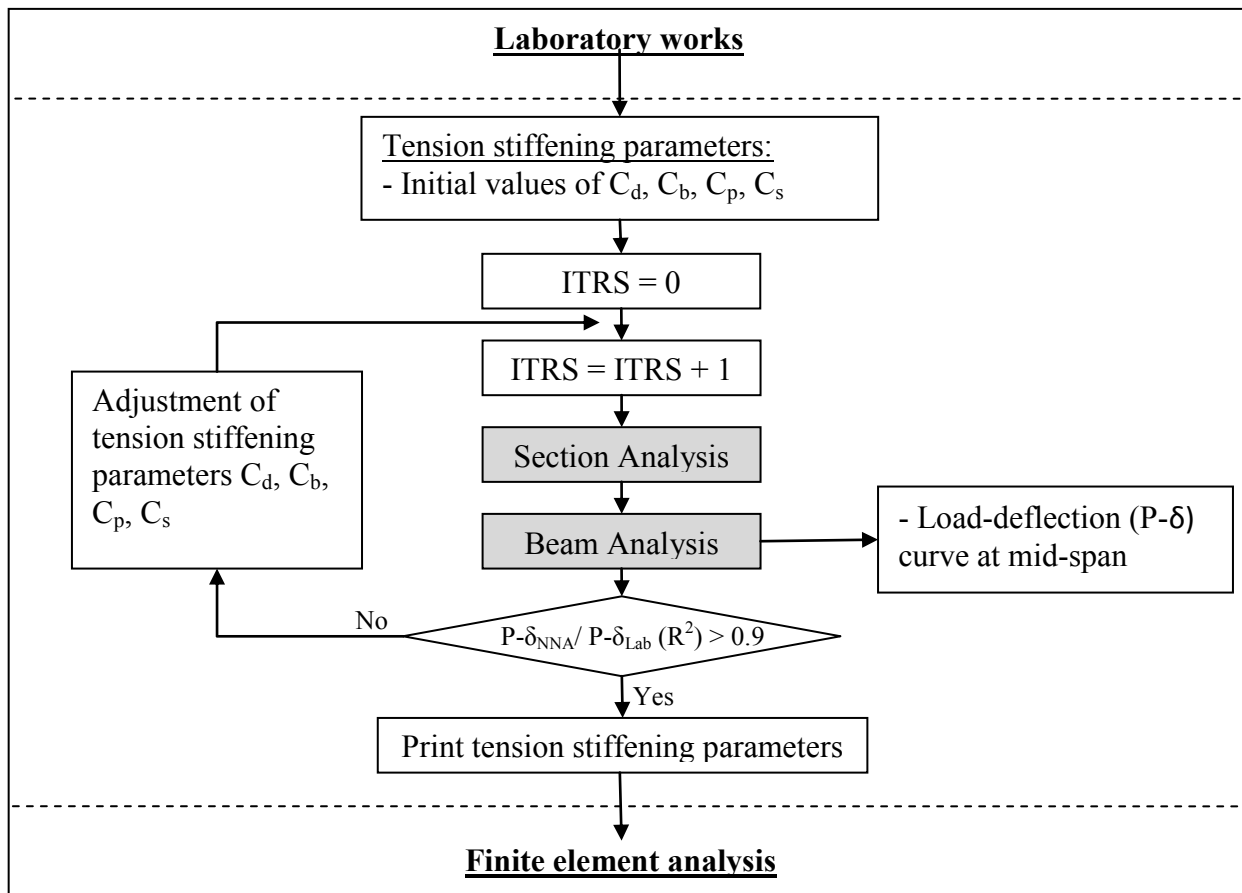 Laboratory works
Tension stiffening parameters:
- Initial values of C_d, C_b, C_p, C_s
ITRS = 0
ITRS = ITRS + 1
Adjustment of
tension stiffening
parameters C_d, C_b,
C_p, C_s
Section Analysis
Beam Analysis
- Load-deflection (P-δ)
curve at mid-span
No
P-δ_NNA/ P-δ_Lab (R²) > 0.9
Yes
Print tension stiffening parameters
Finite element analysis